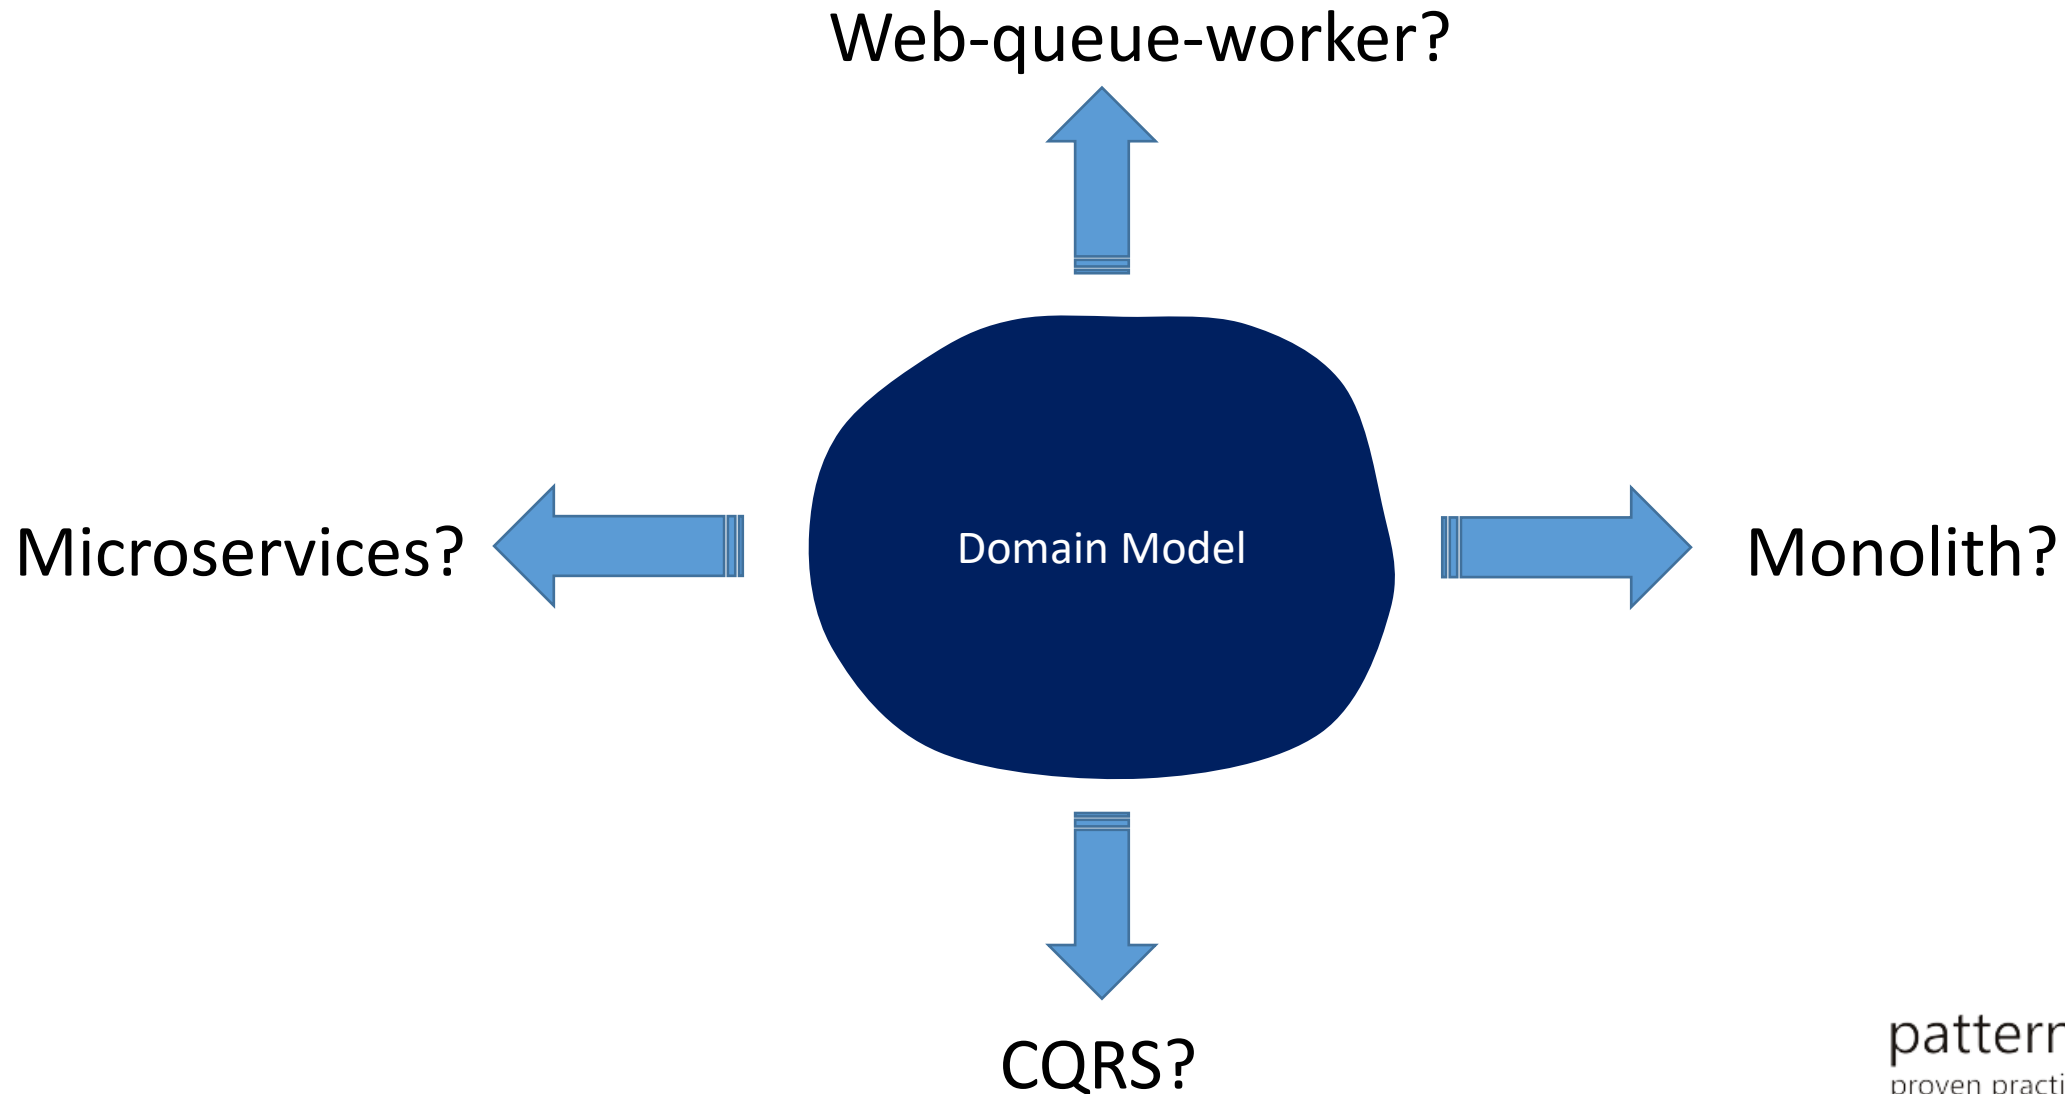 Web-queue-worker?
Microservices?
Domain Model
Monolith?
CQRS?
pattern
proven practi